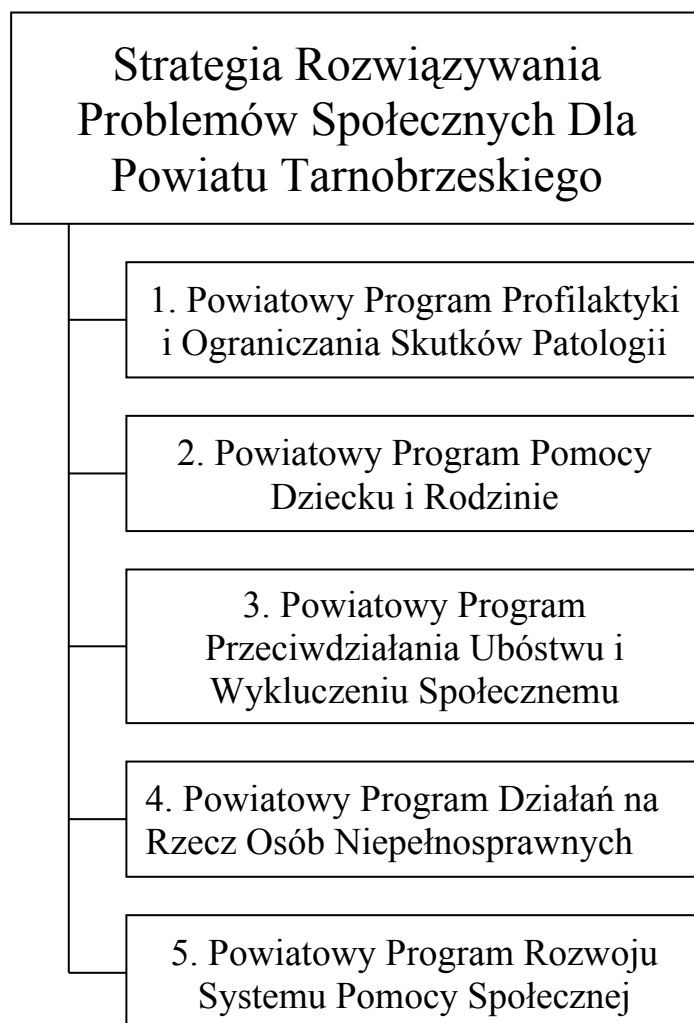 Strategia Rozwiązywania
Problemów Społecznych Dla
Powiatu Tarnobrzeskiego
1. Powiatowy Program Profilaktyki
i Ograniczania Skutków Patologii
2. Powiatowy Program Pomocy
Dziecku i Rodzinie
3. Powiatowy Program
Przeciwdziałania Ubóstwu i
Wykluczeniu Społecznemu
4. Powiatowy Program Działań na
Rzecz Osób Niepełnosprawnych
5. Powiatowy Program Rozwoju
Systemu Pomocy Społecznej